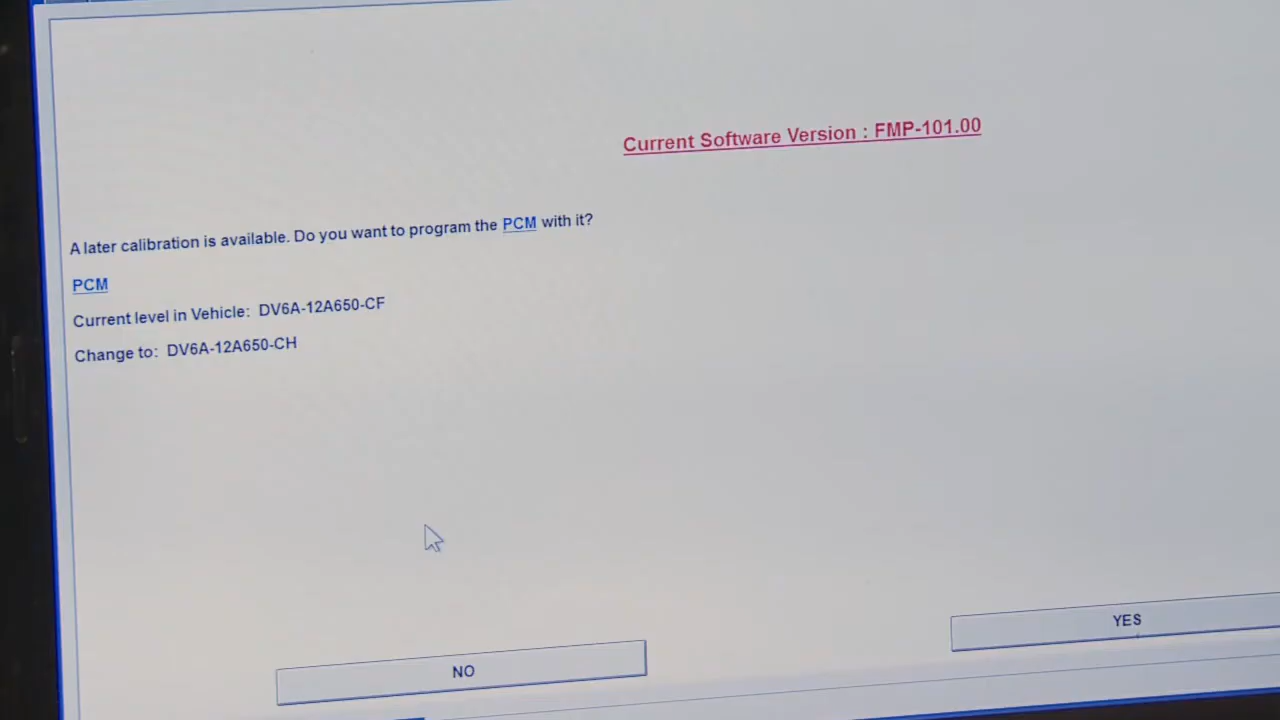 Current Software Version : FMP-101.00
A later calibration is available. Do you want to program the PCM with it?
PCM
Current level in Vehicle: DV6A-12A650-CF
Change to: DV6A-12A650-CH
YES
NO